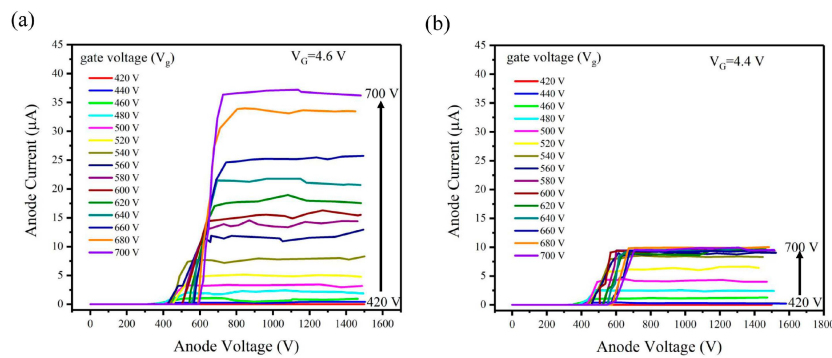 (a)
45
40
35
30
25
20
15
10
5
0
Anode Current (μA)
gate voltage (Vg)
420 V
440 V
460 V
480 V
500 V
520 V
540 V
560 V
580 V
600 V
620 V
640 V
660 V
680 V
700 V
VG=4.6 V
700 V
420 V
0 200 400 600 800 1000 1200 1400 1600
Anode Voltage (V)
(b)
45
40
35
30
25
20
15
10
5
0
Anode Current (μA)
gate voltage (Vg)
420 V
440 V
460 V
480 V
500 V
520 V
540 V
560 V
580 V
600 V
620 V
640 V
660 V
680 V
700 V
VG=4.4 V
700 V
420 V
0 200 400 600 800 1000 1200 1400 1600 1800
Anode Voltage (V)